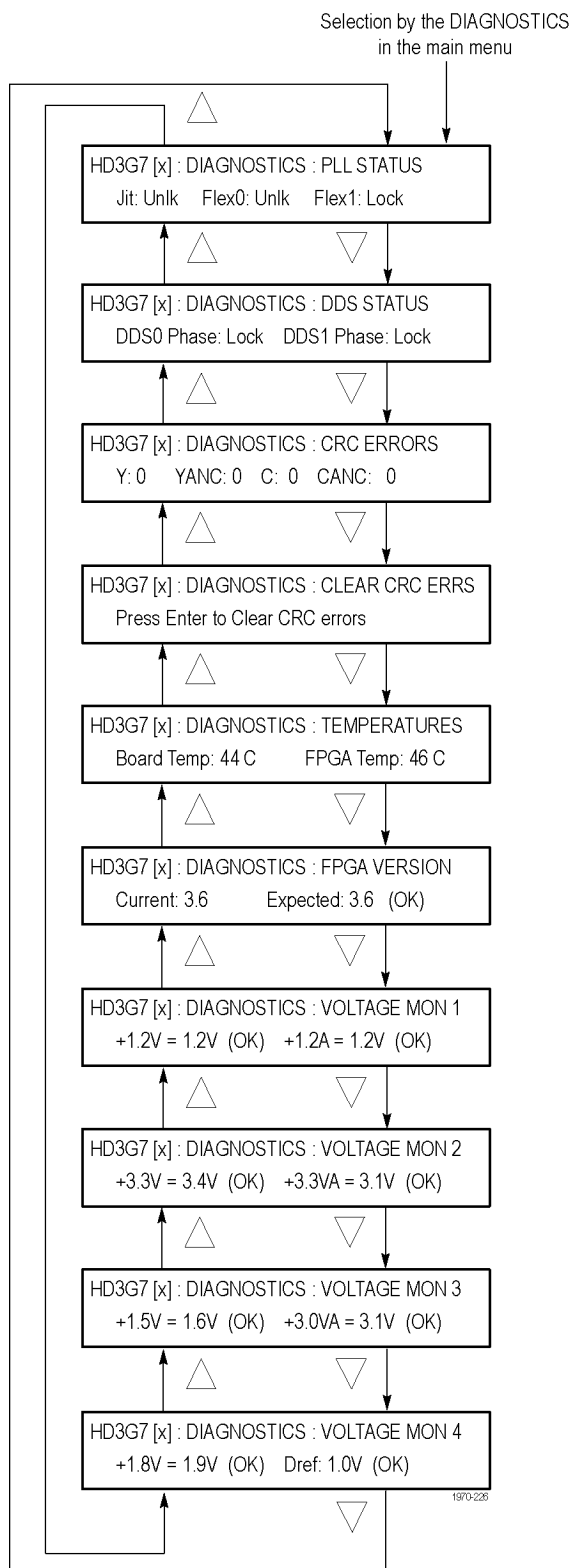 Selection by the DIAGNOSTICS
in the main menu
HD3G7 [x] : DIAGNOSTICS : PLL STATUS
Jit: Unlk Flex0: Unlk Flex1: Lock
HD3G7 [x] : DIAGNOSTICS : DDS STATUS
DDS0 Phase: Lock DDS1 Phase: Lock
HD3G7 [x] : DIAGNOSTICS : CRC ERRORS
Y: 0 YANC: 0 C: 0 CANC: 0
HD3G7 [x] : DIAGNOSTICS : CLEAR CRC ERRS
Press Enter to Clear CRC errors
HD3G7 [x] : DIAGNOSTICS : TEMPERATURES
Board Temp: 44 C FPGA Temp: 46 C
HD3G7 [x] : DIAGNOSTICS : FPGA VERSION
Current: 3.6 Expected: 3.6 (OK)
HD3G7 [x] : DIAGNOSTICS : VOLTAGE MON 1
+1.2V = 1.2V (OK) +1.2A = 1.2V (OK)
HD3G7 [x] : DIAGNOSTICS : VOLTAGE MON 2
+3.3V = 3.4V (OK) +3.3VA = 3.1V (OK)
HD3G7 [x] : DIAGNOSTICS : VOLTAGE MON 3
+1.5V = 1.6V (OK) +3.0VA = 3.1V (OK)
HD3G7 [x] : DIAGNOSTICS : VOLTAGE MON 4
+1.8V = 1.9V (OK) Dref: 1.0V (OK)
1970-226